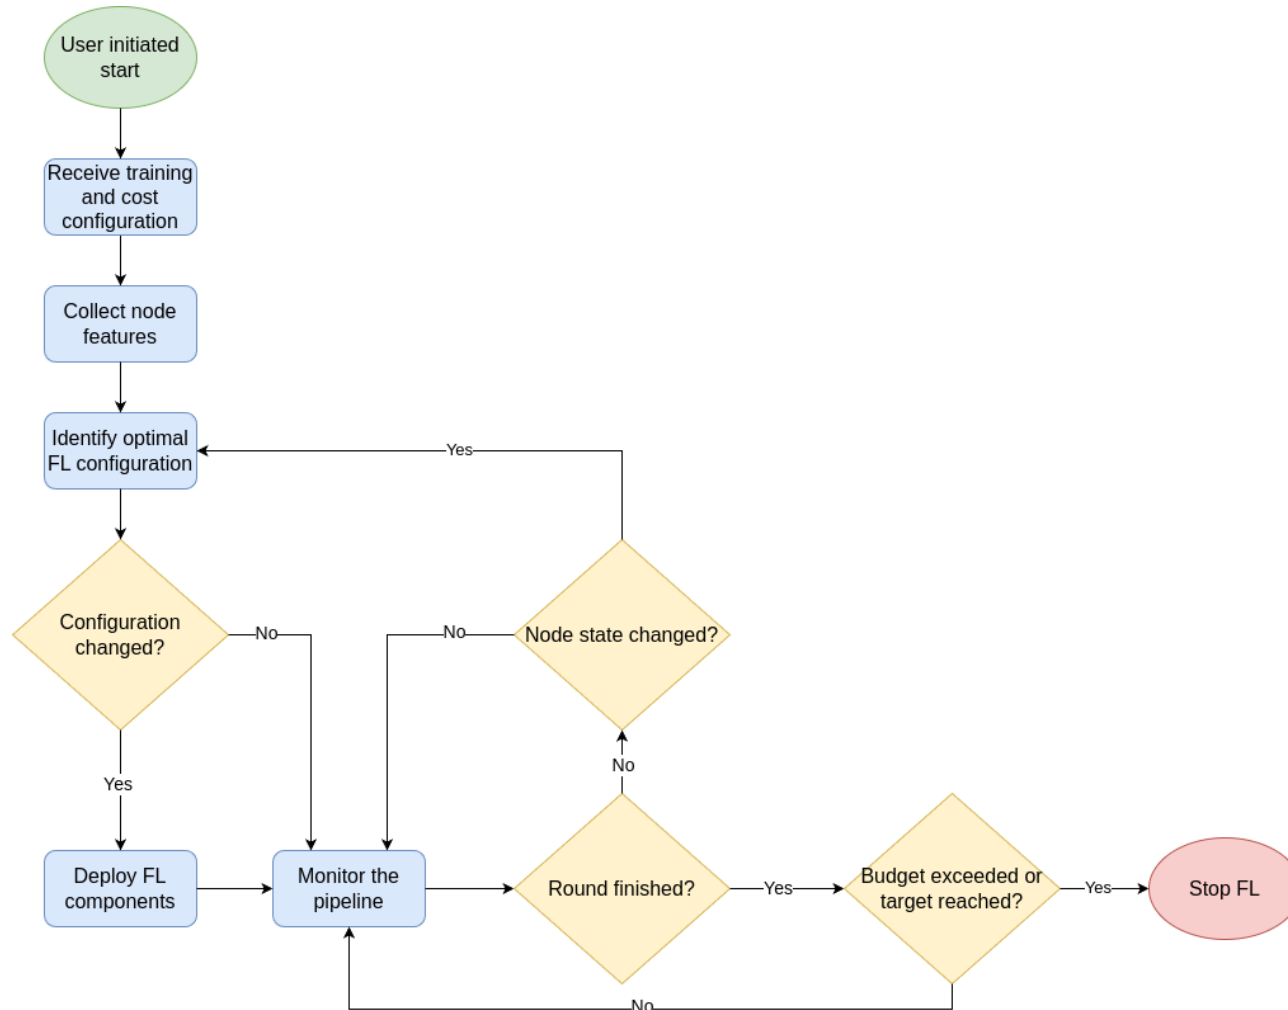 User initiated
start
Receive training
and cost
configuration
Collect node
features
Identify optimal
FL configuration
Yes
Configuration
changed?
No
No
Node state changed?
Yes
No
Deploy FL
components
Monitor the
pipeline
Round finished?
Yes
Budget exceeded or
target reached?
Yes
Stop FL
No